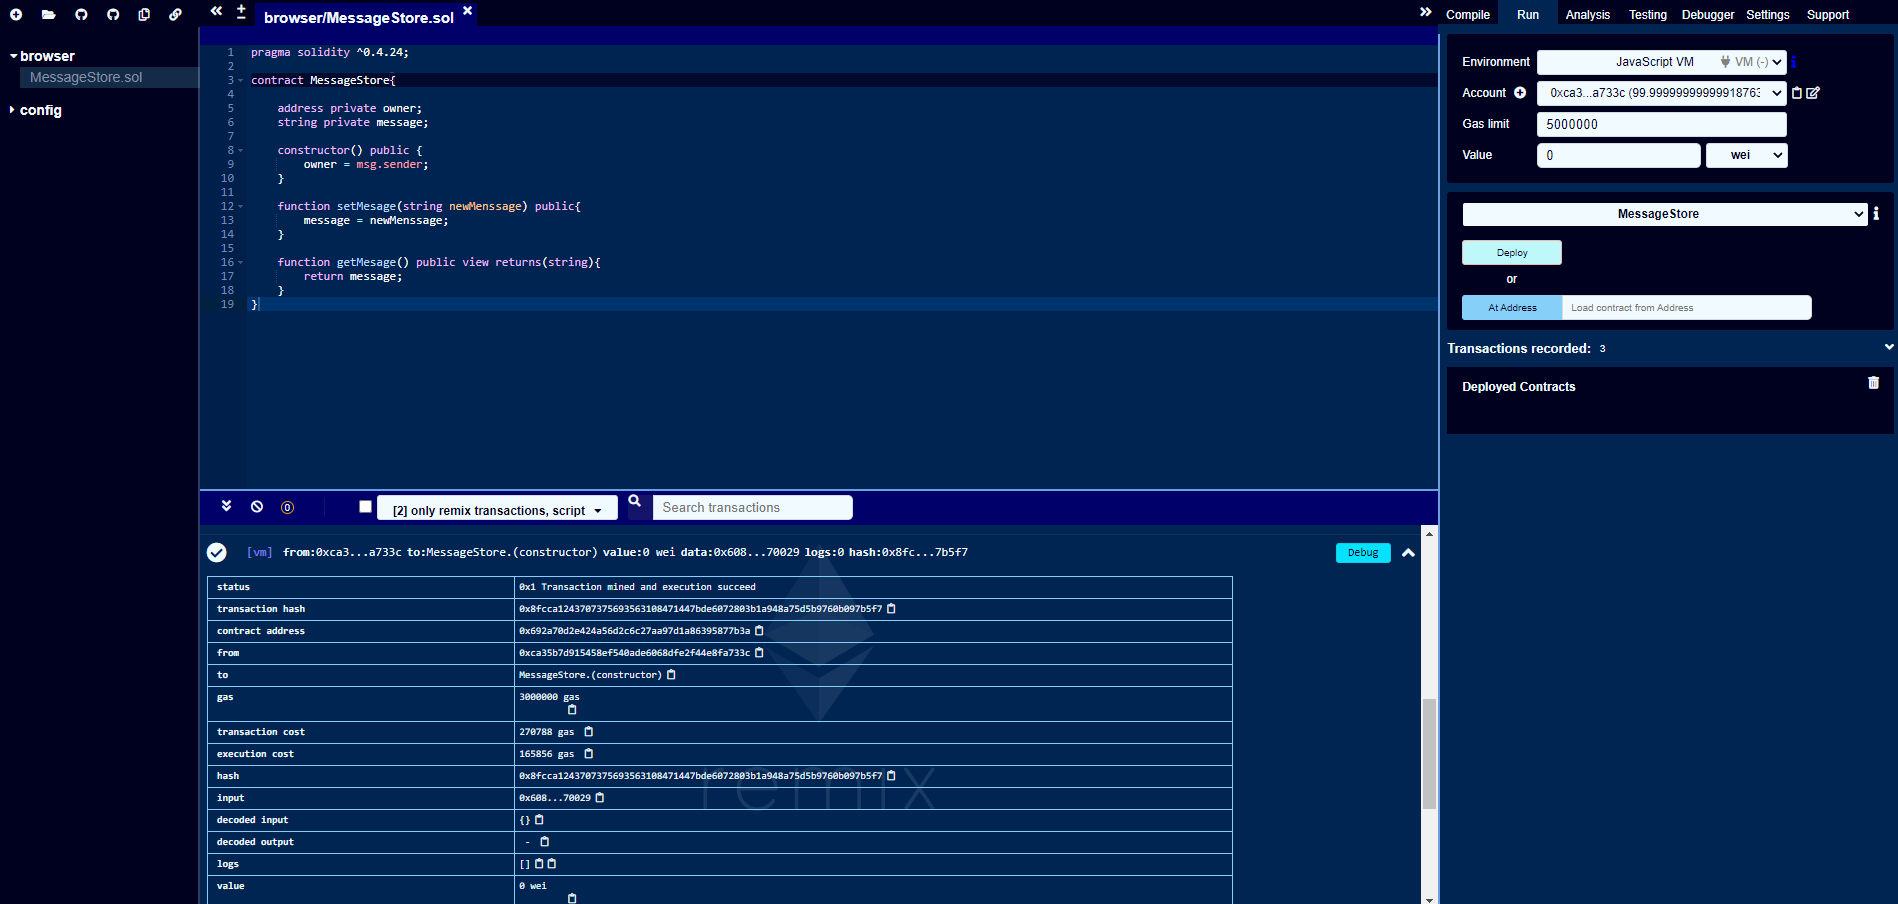 browser/MessageStore.sol
Compile Run Analysis Testing Debugger Settings Support
browser
MessageStore.sol
config
1 pragma solidity ^0.4.24;
2
3 contract MessageStore{
4
5 address private owner;
6 string private message;
7
8 constructor() public {
9 owner = msg.sender;
10 }
11
12 function setMesage(string newMenssage) public{
13 message = newMenssage;
14 }
15
16 function getMesage() public view returns(string){
17 return message;
18 }
19 }
Environment JavaScript VM VM (-)
Account 0xca3...a733c (99.99999999999918763
Gas limit 5000000
Value 0 wei
MessageStore
Deploy
or
At Address Load contract from Address
Transactions recorded: 3
Deployed Contracts
0 [2] only remix transactions, script Search transactions
[vm] from:0xca3...a733c to:MessageStore.(constructor) value:0 wei data:0x608...70029 logs:0 hash:0x8fc...7b5f7 Debug
status 0x1 Transaction mined and execution succeed
transaction hash 0x8fcca1243707375693563108471447bde6072803b1a948a75d5b9760b097b5f7
contract address 0x692a70d2e424a56d2c6c27aa97d1a86395877b3a
from 0xca35b7d915458ef540ade6068dfe2f44e8fa733c
to MessageStore.(constructor)
gas 3000000 gas
transaction cost 270788 gas
execution cost 165856 gas
hash 0x8fcca1243707375693563108471447bde6072803b1a948a75d5b9760b097b5f7
input 0x608...70029
decoded input {}
decoded output -
logs []
value 0 wei
remix